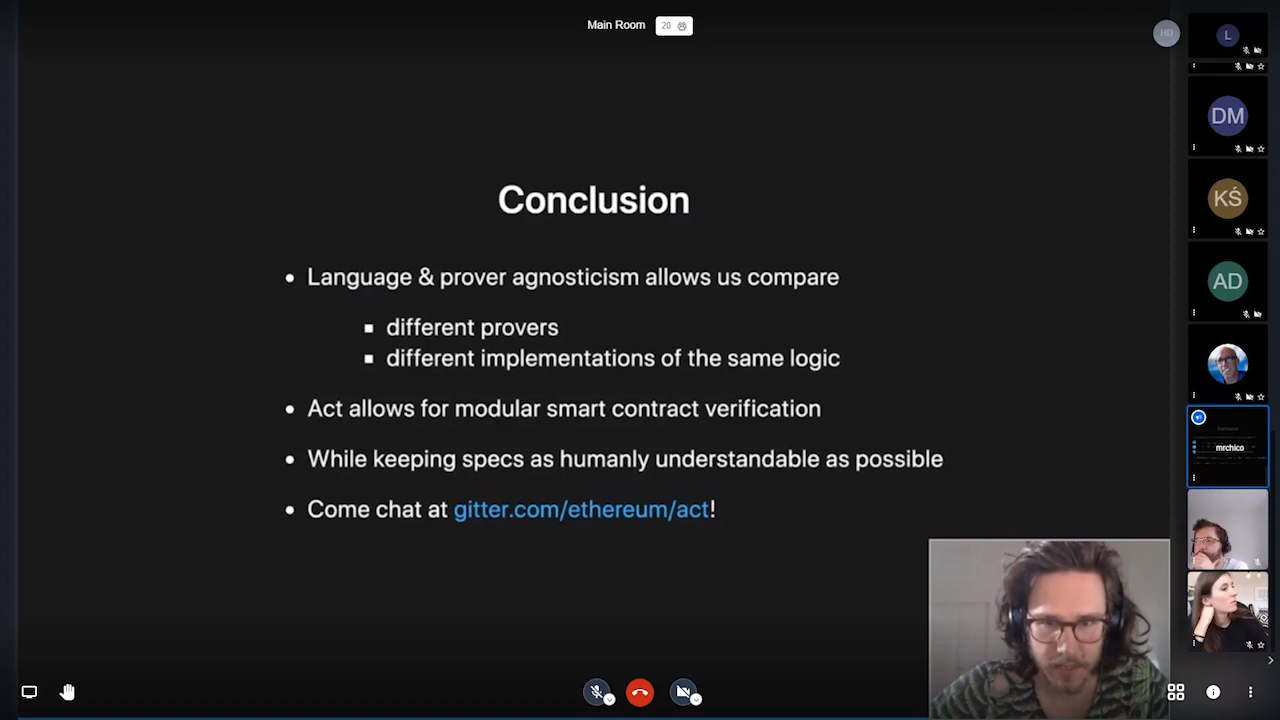 Main Room 20
HD
L
DM
KŚ
AD
Conclusion
Language & prover agnosticism allows us compare
different provers
different implementations of the same logic
Act allows for modular smart contract verification
While keeping specs as humanly understandable as possible
Come chat at gitter.com/ethereum/act!
mrchico